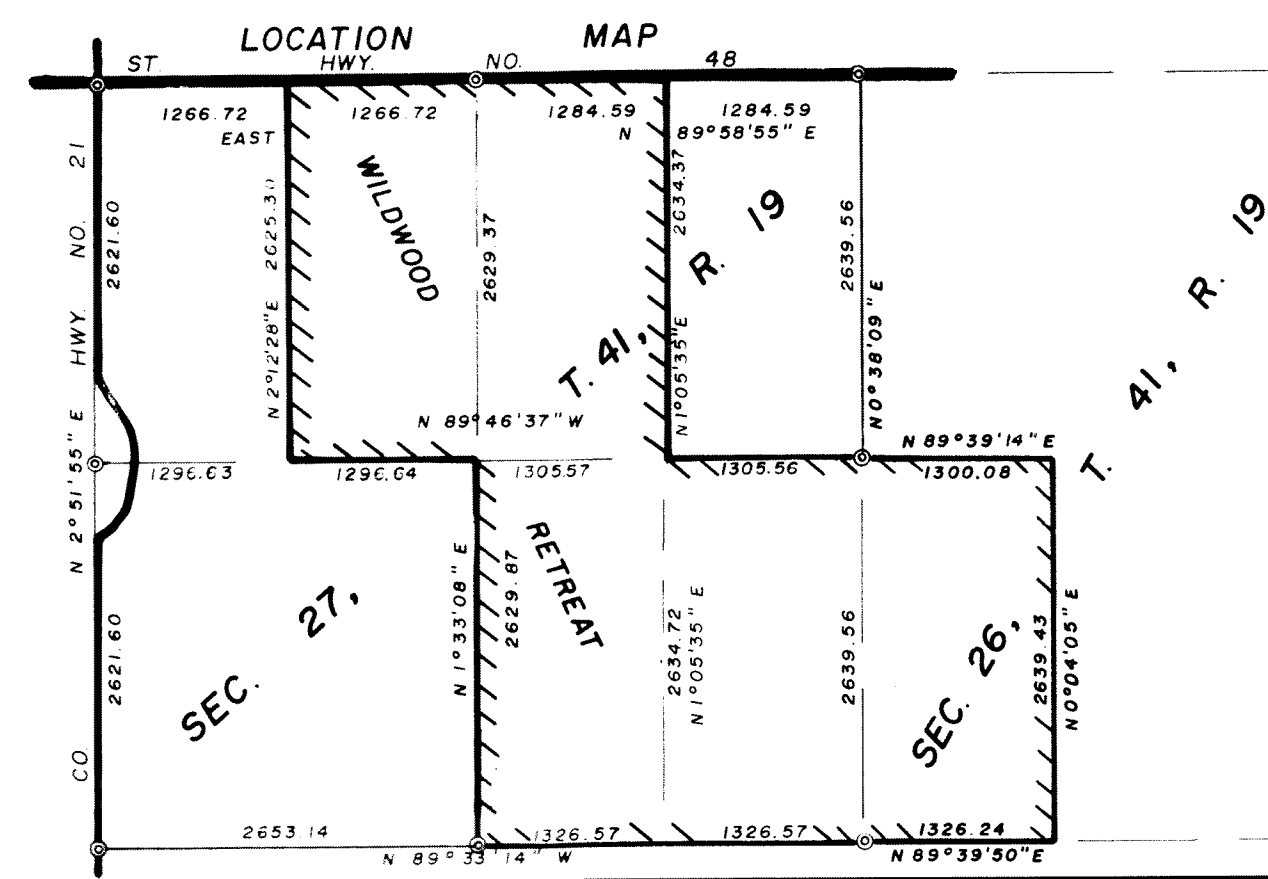 LOCATION MAP
ST. HWY. NO. 48
1266.72 1266.72 1284.59 1284.59
EAST N 89°58'55" E
CO. HWY. NO. 21
2621.60
N 2°51'55" E
2621.60
2625.30
N 2°12'28"E
WILDWOOD
2629.37
2634.37
N1°05'35"E
R. 19
2639.56
N0°38'09"E
T. 41,
R. 19
T. 41,
N 89°46'37" W
N 89°39'14"E
1296.63 1296.64 1305.57 1305.56 1300.08
RETREAT
N 1°33'08" E
2629.87
2634.72
N1°05'35" E
2639.56
2639.43
N0°04'05"E
SEC. 27,
SEC. 26,
2653.14 1326.57 1326.57 1326.24
N 89°33'14" W N 89°39'50"E